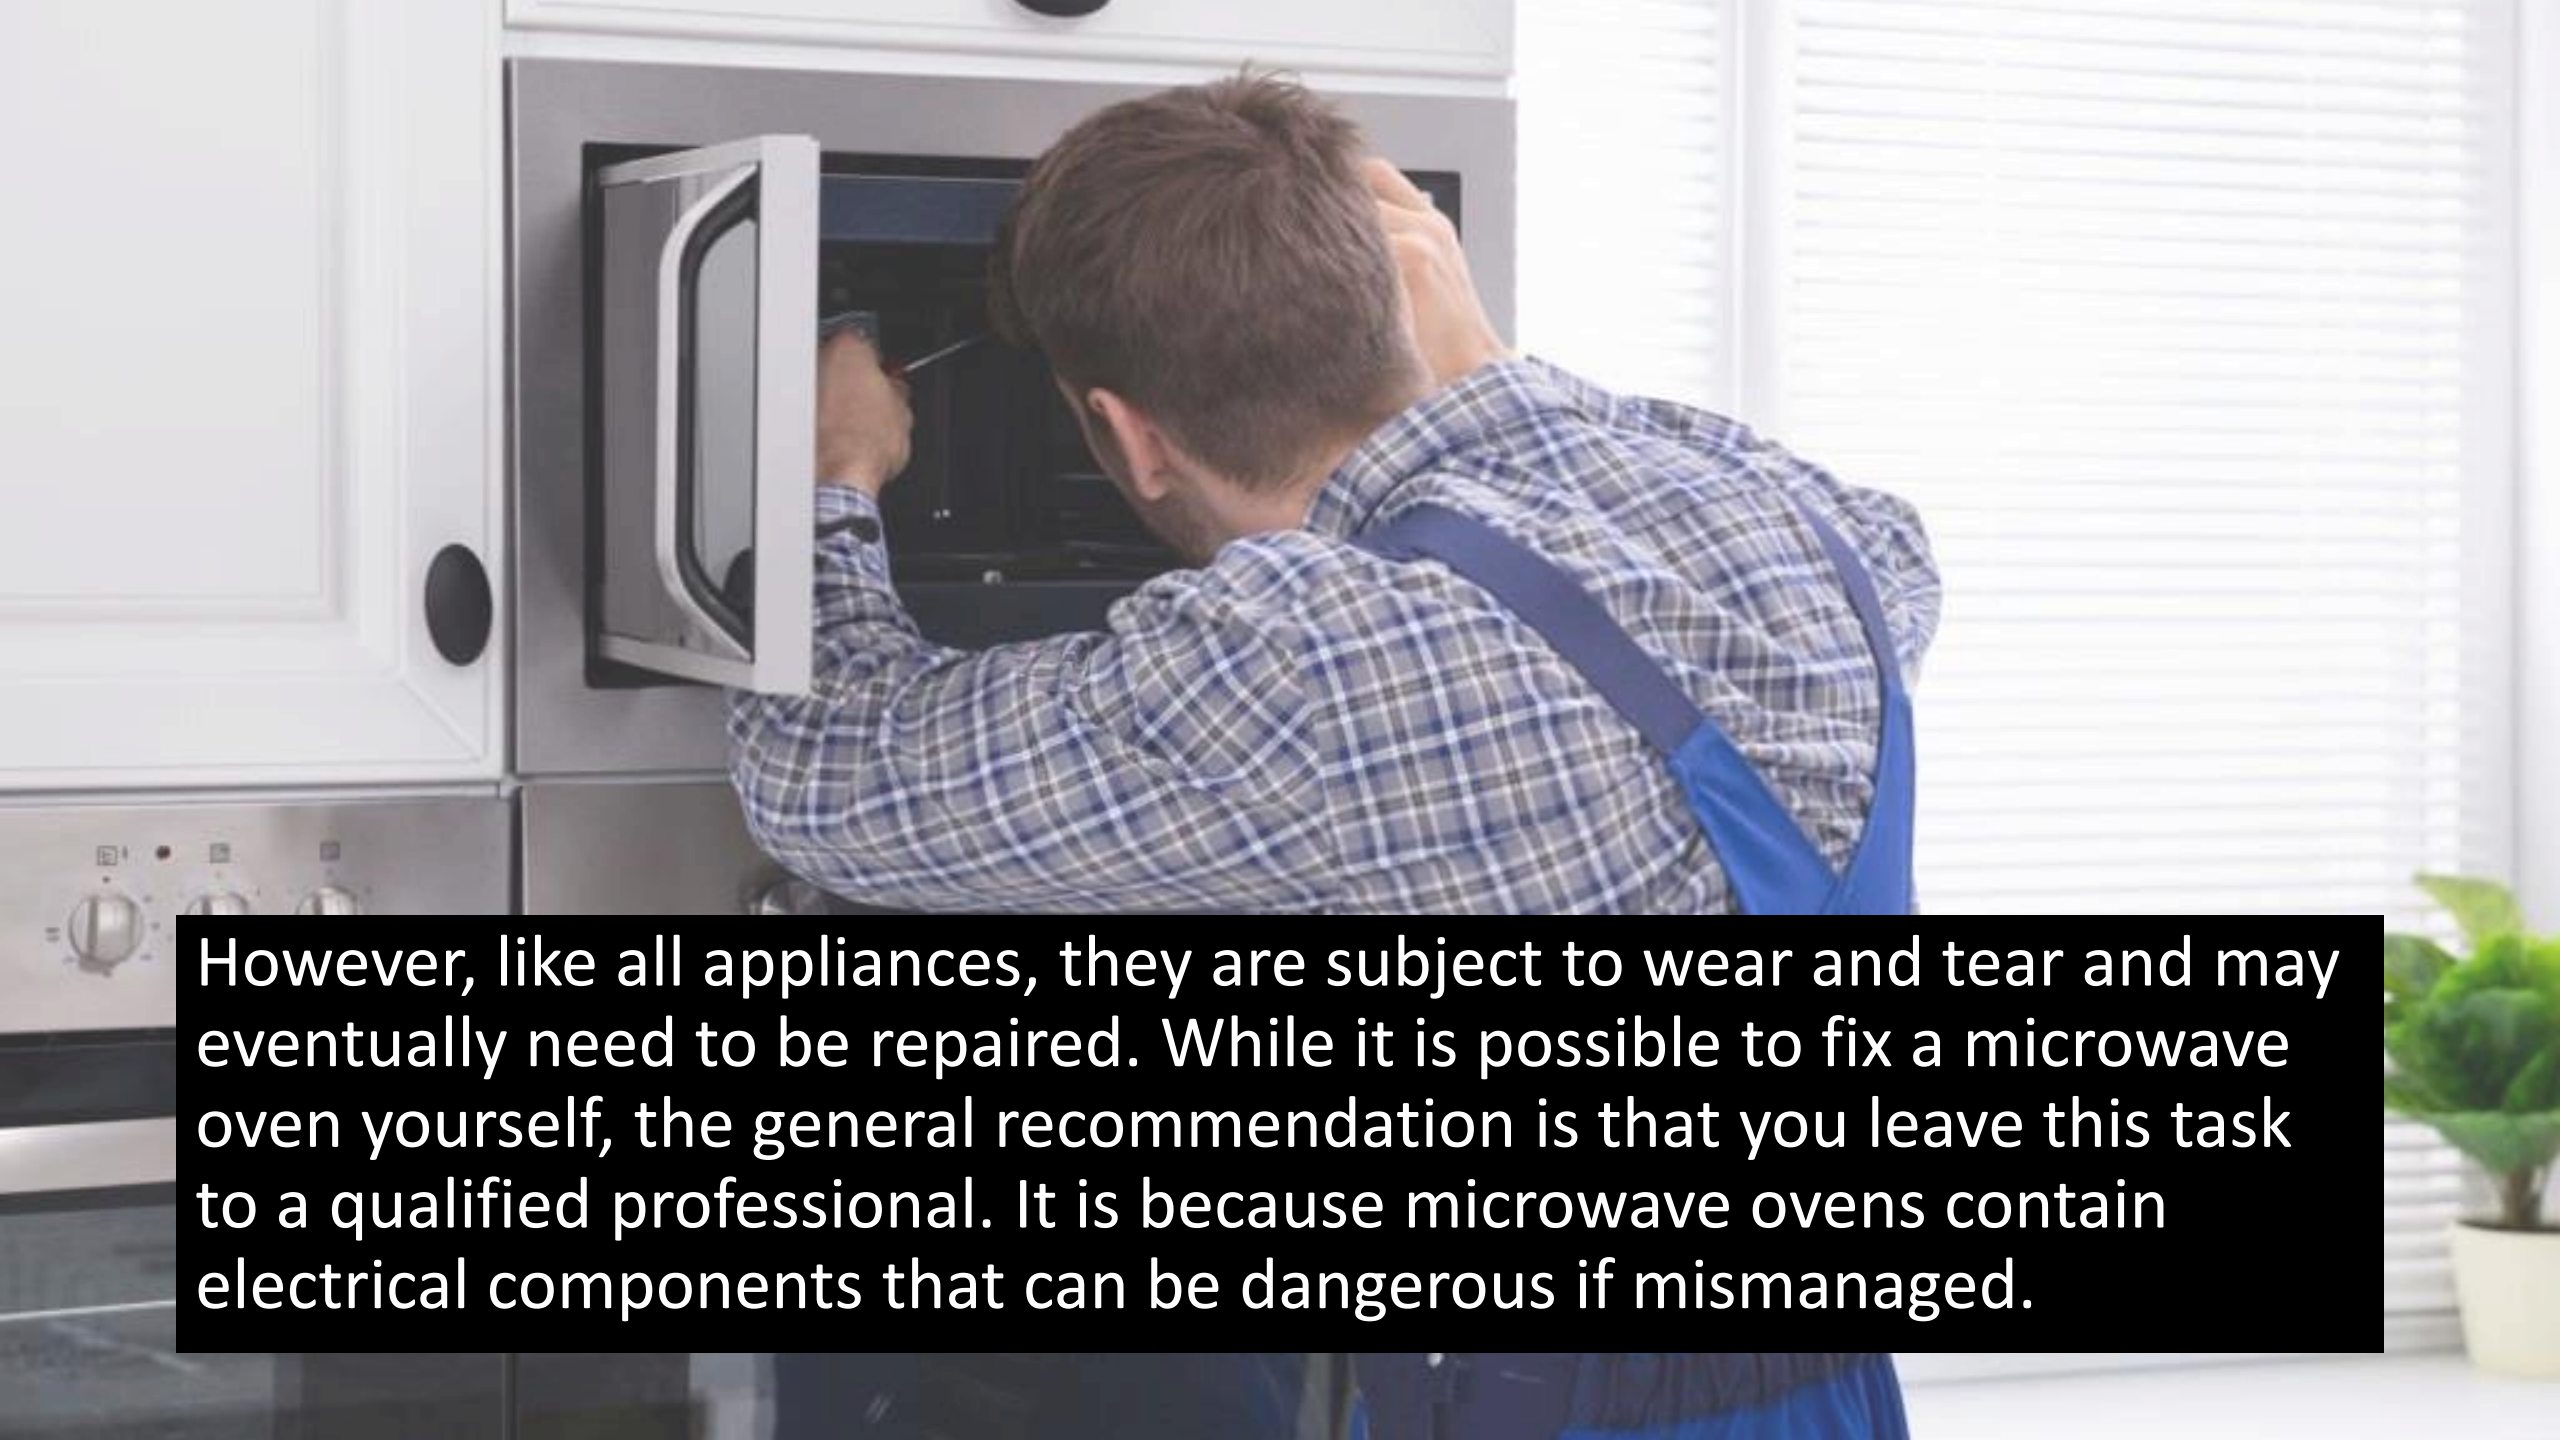 However, like all appliances, they are subject to wear and tear and may
eventually need to be repaired. While it is possible to fix a microwave
oven yourself, the general recommendation is that you leave this task
to a qualified professional. It is because microwave ovens contain
electrical components that can be dangerous if mismanaged.